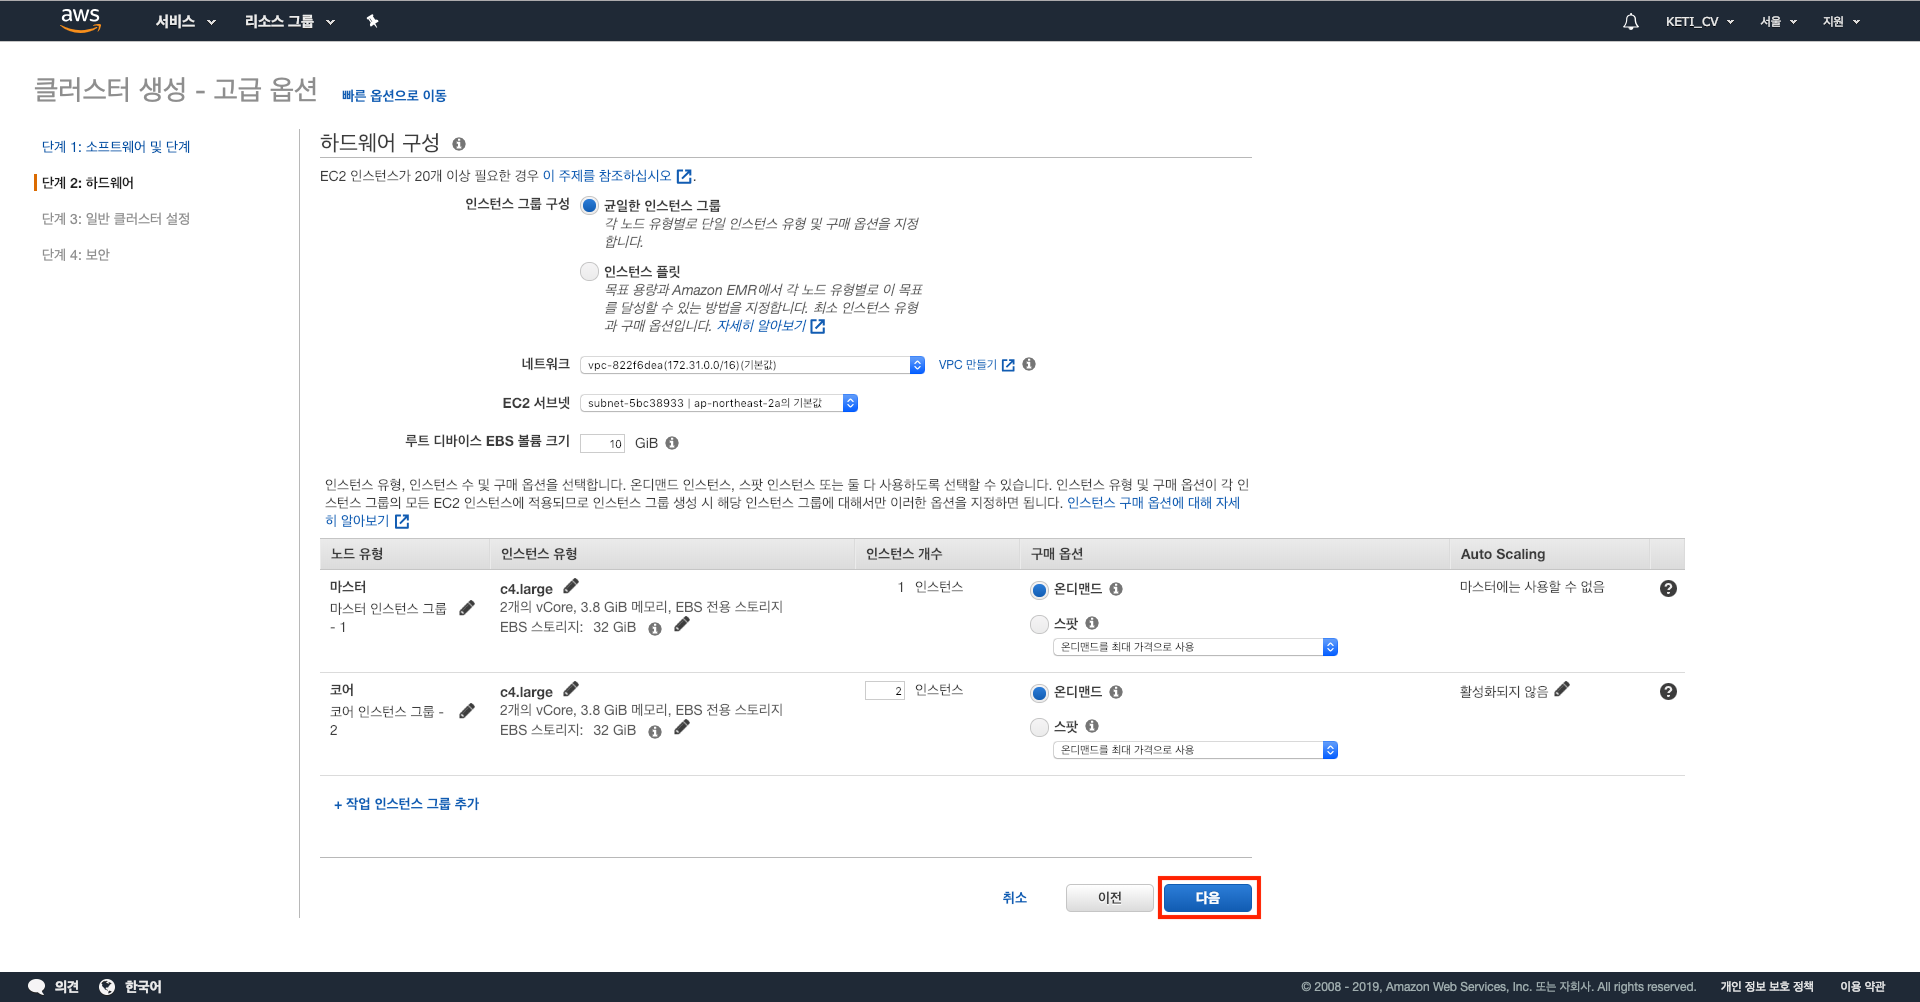 aws 서비스 리소스 그룹 KETI_CV 서울 지원
클러스터 생성 - 고급 옵션 빠른 옵션으로 이동
단계 1: 소프트웨어 및 단계
단계 2: 하드웨어
단계 3: 일반 클러스터 설정
단계 4: 보안
하드웨어 구성
EC2 인스턴스가 20개 이상 필요한 경우 이 주제를 참조하십시오 .
인스턴스 그룹 구성 균일한 인스턴스 그룹
각 노드 유형별로 단일 인스턴스 유형 및 구매 옵션을 지정
합니다.
인스턴스 플릿
목표 용량과 Amazon EMR에서 각 노드 유형별로 이 목표
를 달성할 수 있는 방법을 지정합니다. 최소 인스턴스 유형
과 구매 옵션입니다. 자세히 알아보기
네트워크 vpc-822f6dea(172.31.0.0/16)(기본값) VPC 만들기
EC2 서브넷 subnet-5bc38933 | ap-northeast-2a의 기본값
루트 디바이스 EBS 볼륨 크기 10 GiB
인스턴스 유형, 인스턴스 수 및 구매 옵션을 선택합니다. 온디맨드 인스턴스, 스팟 인스턴스 또는 둘 다 사용하도록 선택할 수 있습니다. 인스턴스 유형 및 구매 옵션이 각 인
스턴스 그룹의 모든 EC2 인스턴스에 적용되므로 인스턴스 그룹 생성 시 해당 인스턴스 그룹에 대해서만 이러한 옵션을 지정하면 됩니다. 인스턴스 구매 옵션에 대해 자세
히 알아보기
노드 유형 인스턴스 유형 인스턴스 개수 구매 옵션 Auto Scaling
마스터 c4.large 1 인스턴스 온디맨드 마스터에는 사용할 수 없음
마스터 인스턴스 그룹 2개의 vCore, 3.8 GiB 메모리, EBS 전용 스토리지
- 1 EBS 스토리지: 32 GiB 스팟
온디맨드를 최대 가격으로 사용
코어 c4.large 2 인스턴스 온디맨드 활성화되지 않음
코어 인스턴스 그룹 - 2개의 vCore, 3.8 GiB 메모리, EBS 전용 스토리지
2 EBS 스토리지: 32 GiB 스팟
온디맨드를 최대 가격으로 사용
+ 작업 인스턴스 그룹 추가
취소 이전 다음
의견 한국어 © 2008 - 2019, Amazon Web Services, Inc. 또는 자회사. All rights reserved. 개인 정보 보호 정책 이용 약관